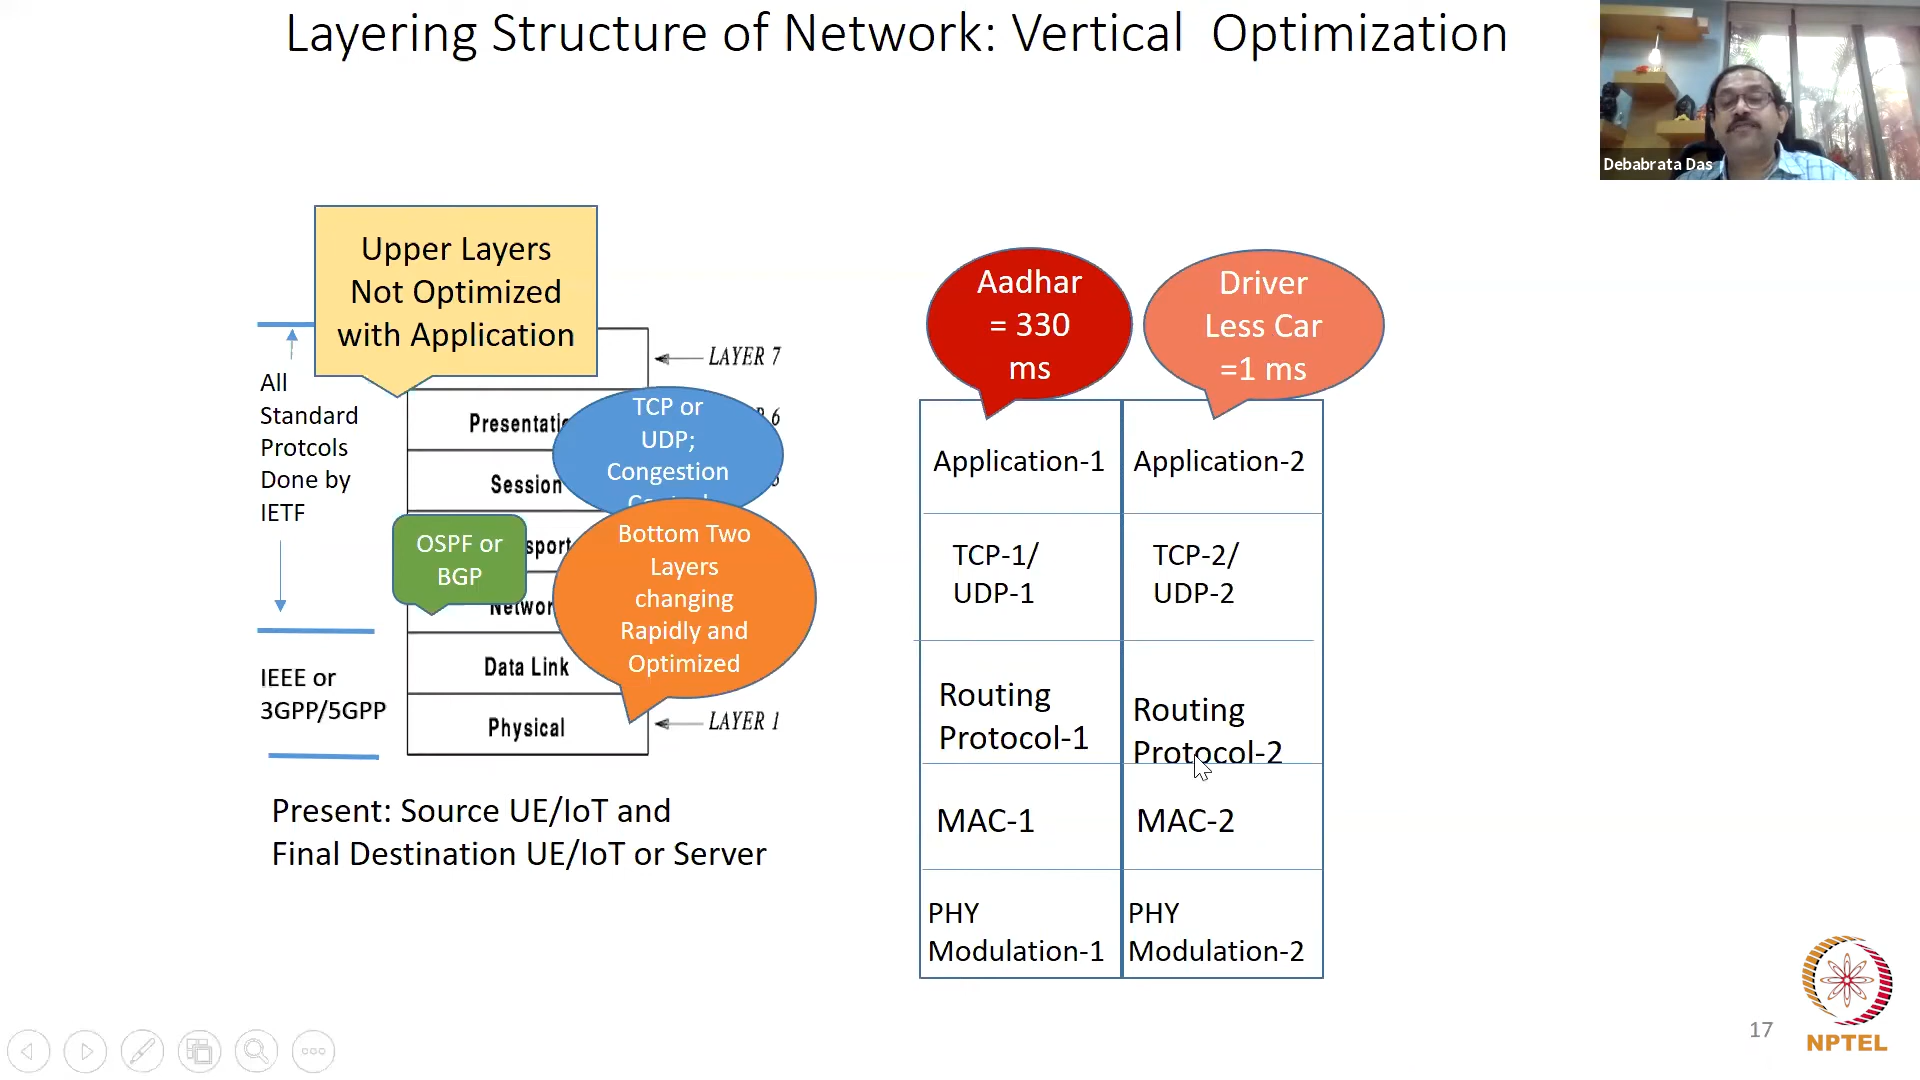 Layering Structure of Network: Vertical Optimization
Debabrata Das
Upper Layers
Not Optimized
with Application
All
Standard
Protcols
Done by
IETF
IEEE or
3GPP/5GPP
LAYER 7
Presentatio
6
Session
sport
Networ
Data Link
Physical
LAYER 1
TCP or
UDP;
Congestion
OSPF or
BGP
Bottom Two
Layers
changing
Rapidly and
Optimized
Present: Source UE/IoT and
Final Destination UE/IoT or Server
Aadhar
= 330
ms
Driver
Less Car
=1 ms
Application-1
Application-2
TCP-1/
UDP-1
TCP-2/
UDP-2
Routing
Protocol-1
Routing
Protocol-2
MAC-1
MAC-2
PHY
Modulation-1
PHY
Modulation-2
17
NPTEL